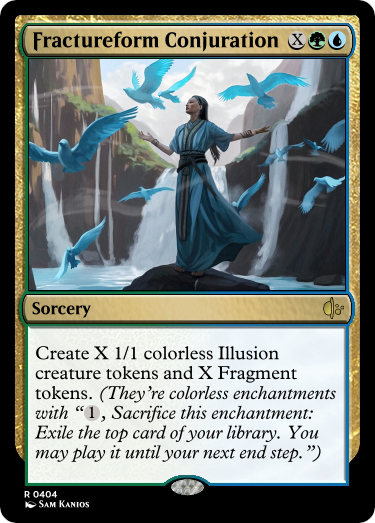 Fractureform Conjuration X
Sorcery
Create X 1/1 colorless Illusion
creature tokens and X Fragment
tokens. (They're colorless enchantments
with “1, Sacrifice this enchantment:
Exile the top card of your library. You
may play it until your next end step.”)
R 0404
Sam Kanios